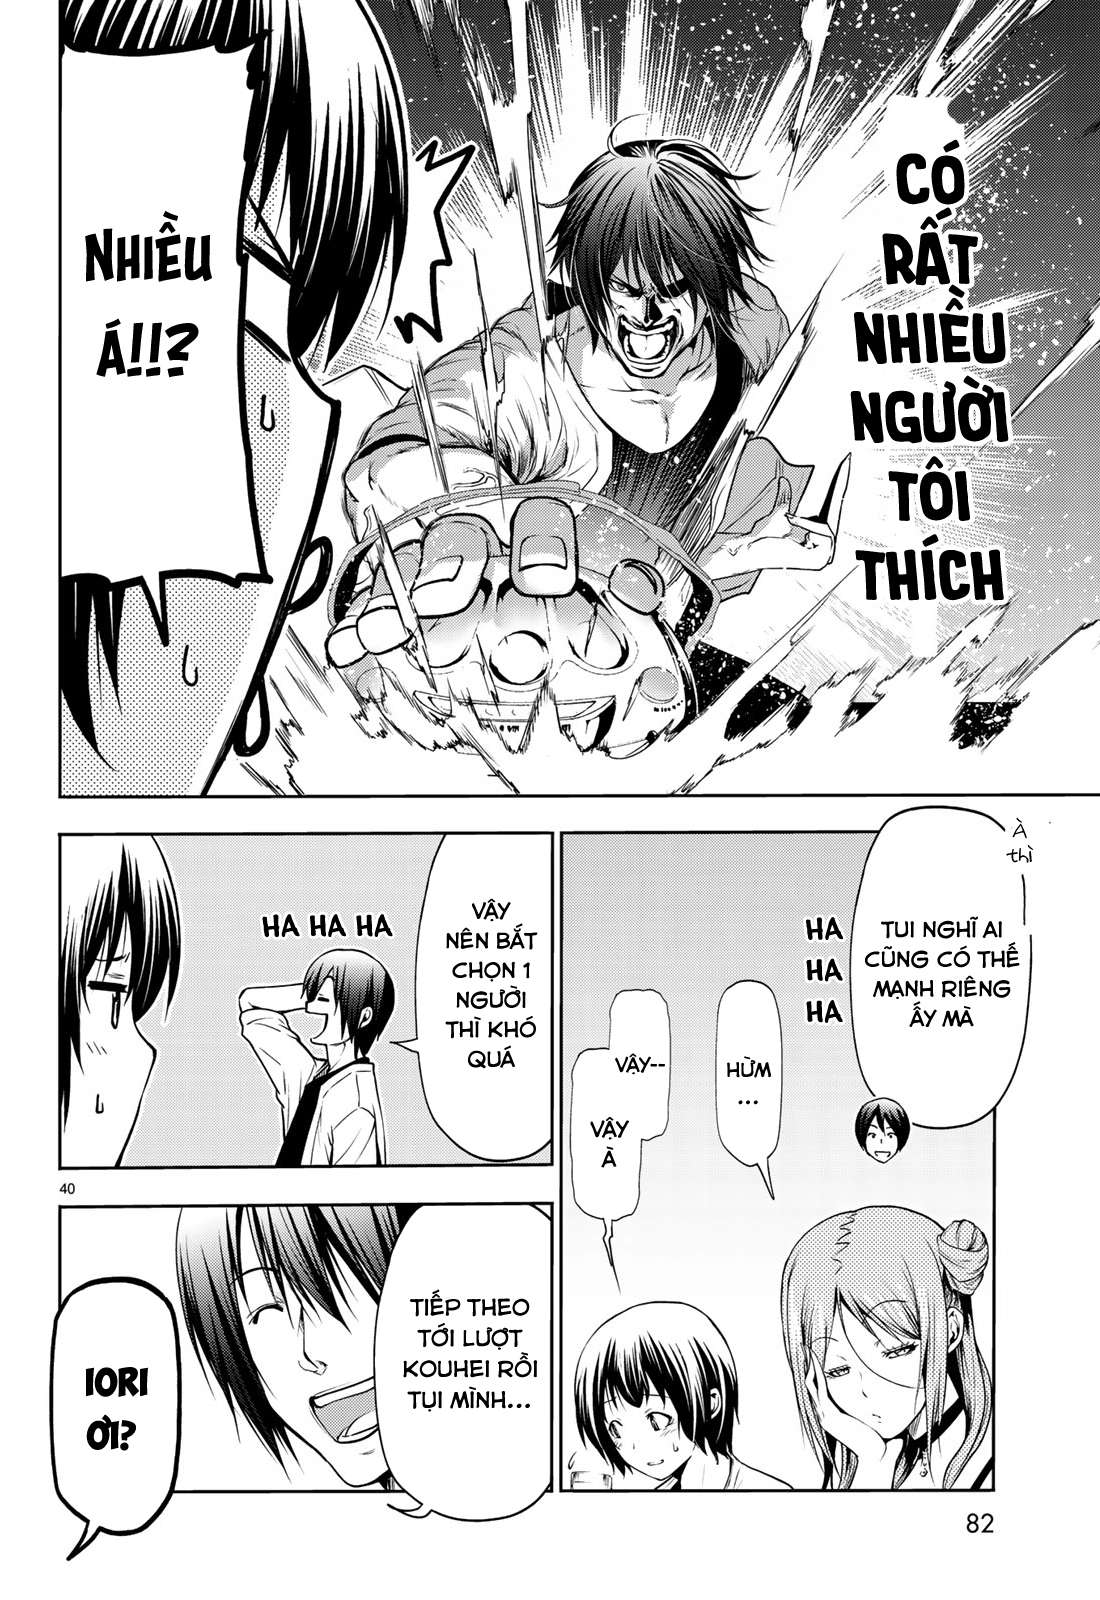 CÓ
RẤT
NHIỀU
NGƯỜI
TÔI
THÍCH
NHIỀU
Á!!?
À
thì
TUI NGHĨ AI
CŨNG CÓ THẾ
MẠNH RIÊNG
ẤY MÀ
HA
HA
HA
HỪM
...
VẬY--
VẬY
À
VẬY
NÊN BẮT
CHỌN 1
NGƯỜI
THÌ KHÓ
QUÁ
HA HA HA
40
TIẾP THEO
TỚI LƯỢT
KOUHEI RỒI
TỤI MÌNH...
IORI
ƠI?
82